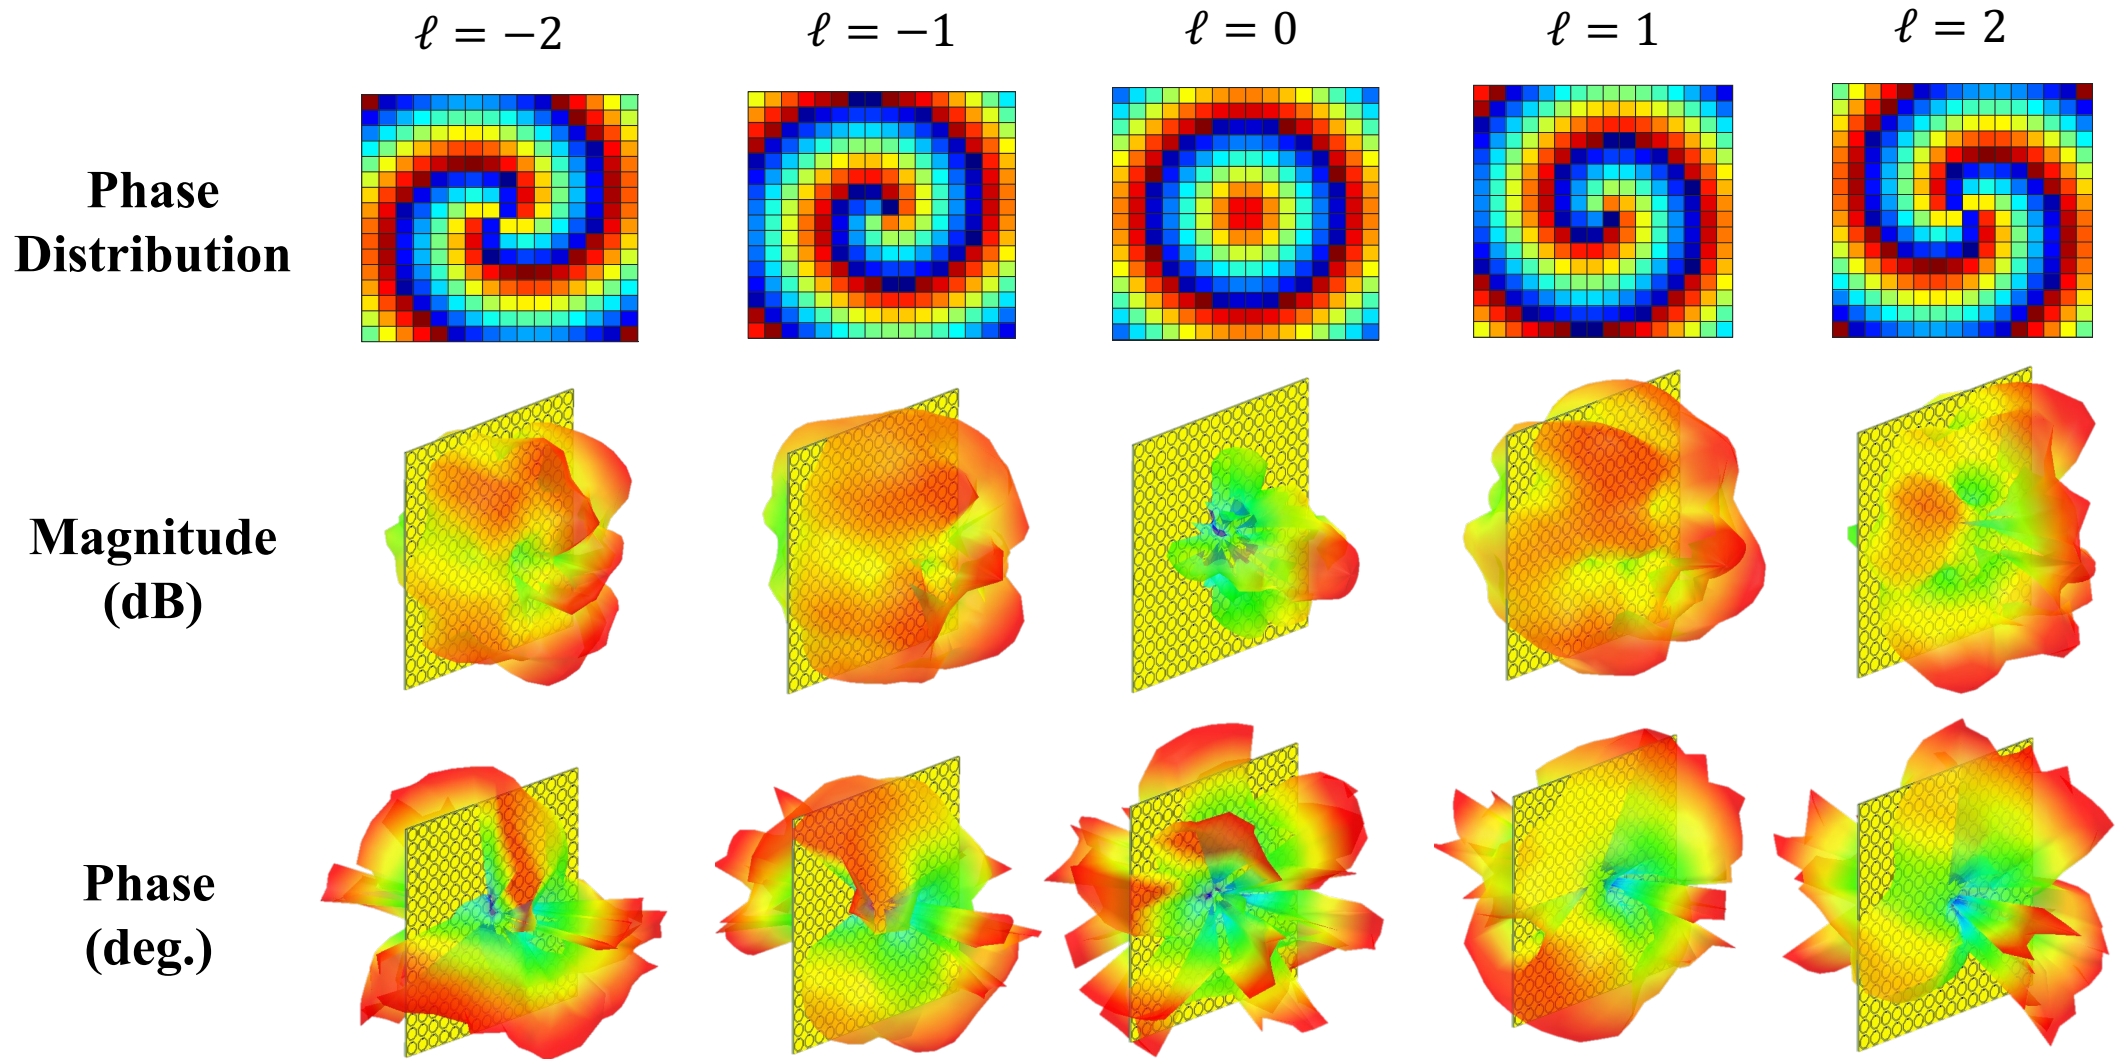 ℓ = −2
ℓ = −1
ℓ = 0
ℓ = 1
ℓ = 2
Phase
Distribution
Magnitude
(dB)
Phase
(deg.)